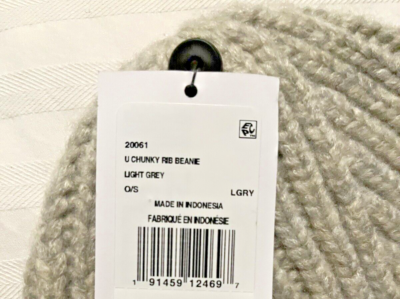 20061
U CHUNKY RIB BEANIE
LIGHT GREY
O/S LGRY
MADE IN INDONESIA
FABRIQUÉ EN INDONÉSIE
1 91459 12469 7